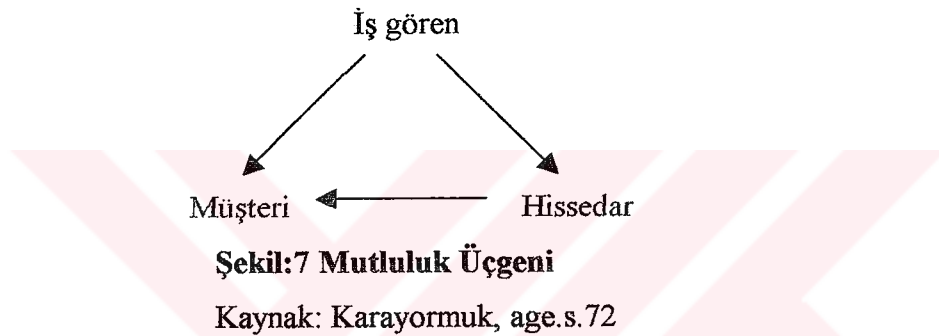 İş gören
Müşteri Hissedar
Şekil:7 Mutluluk Üçgeni
Kaynak: Karayormuk, age.s.72